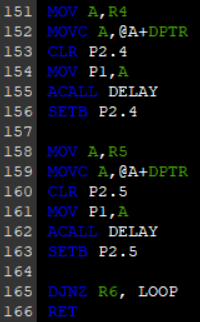 151 MOV A,R4
152 MOVC A,@A+DPTR
153 CLR P2.4
154 MOV P1,A
155 ACALL DELAY
156 SETB P2.4
157
158 MOV A,R5
159 MOVC A,@A+DPTR
160 CLR P2.5
161 MOV P1,A
162 ACALL DELAY
163 SETB P2.5
164
165 DJNZ R6, LOOP
166 RET